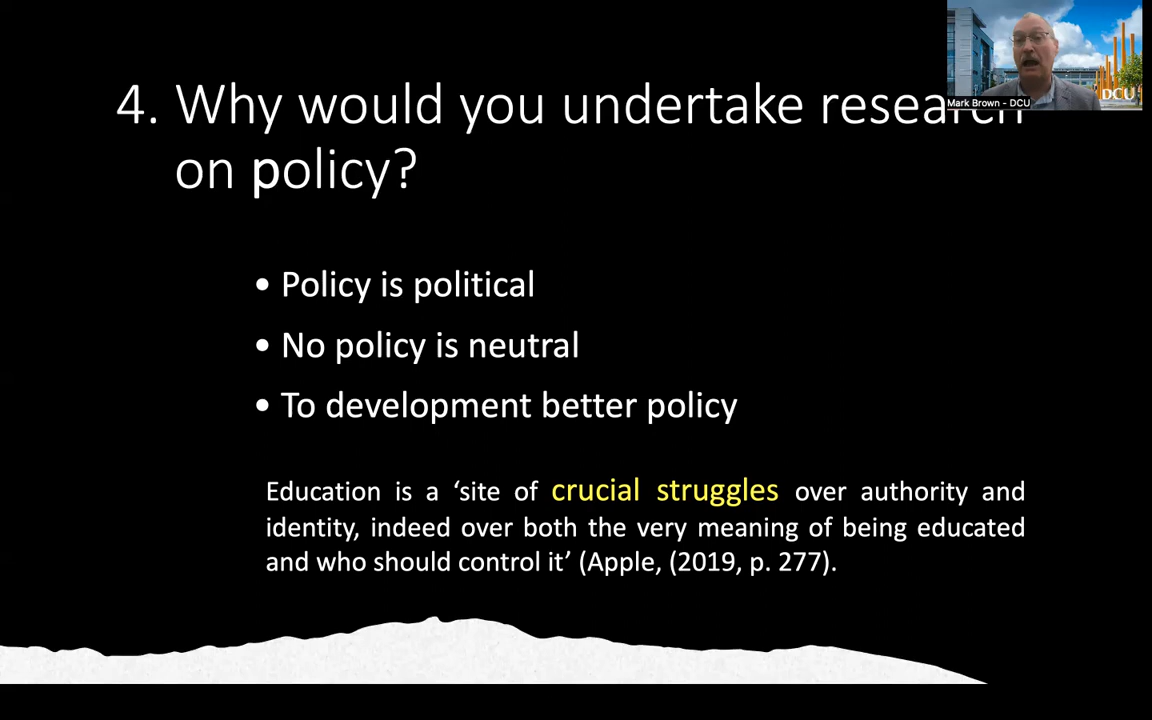 4. Why would you undertake research
on policy?
• Policy is political
• No policy is neutral
• To development better policy
Education is a ‘site of crucial struggles over authority and
identity, indeed over both the very meaning of being educated
and who should control it’ (Apple, (2019, p. 277).
Mark Brown - DCU
DCU